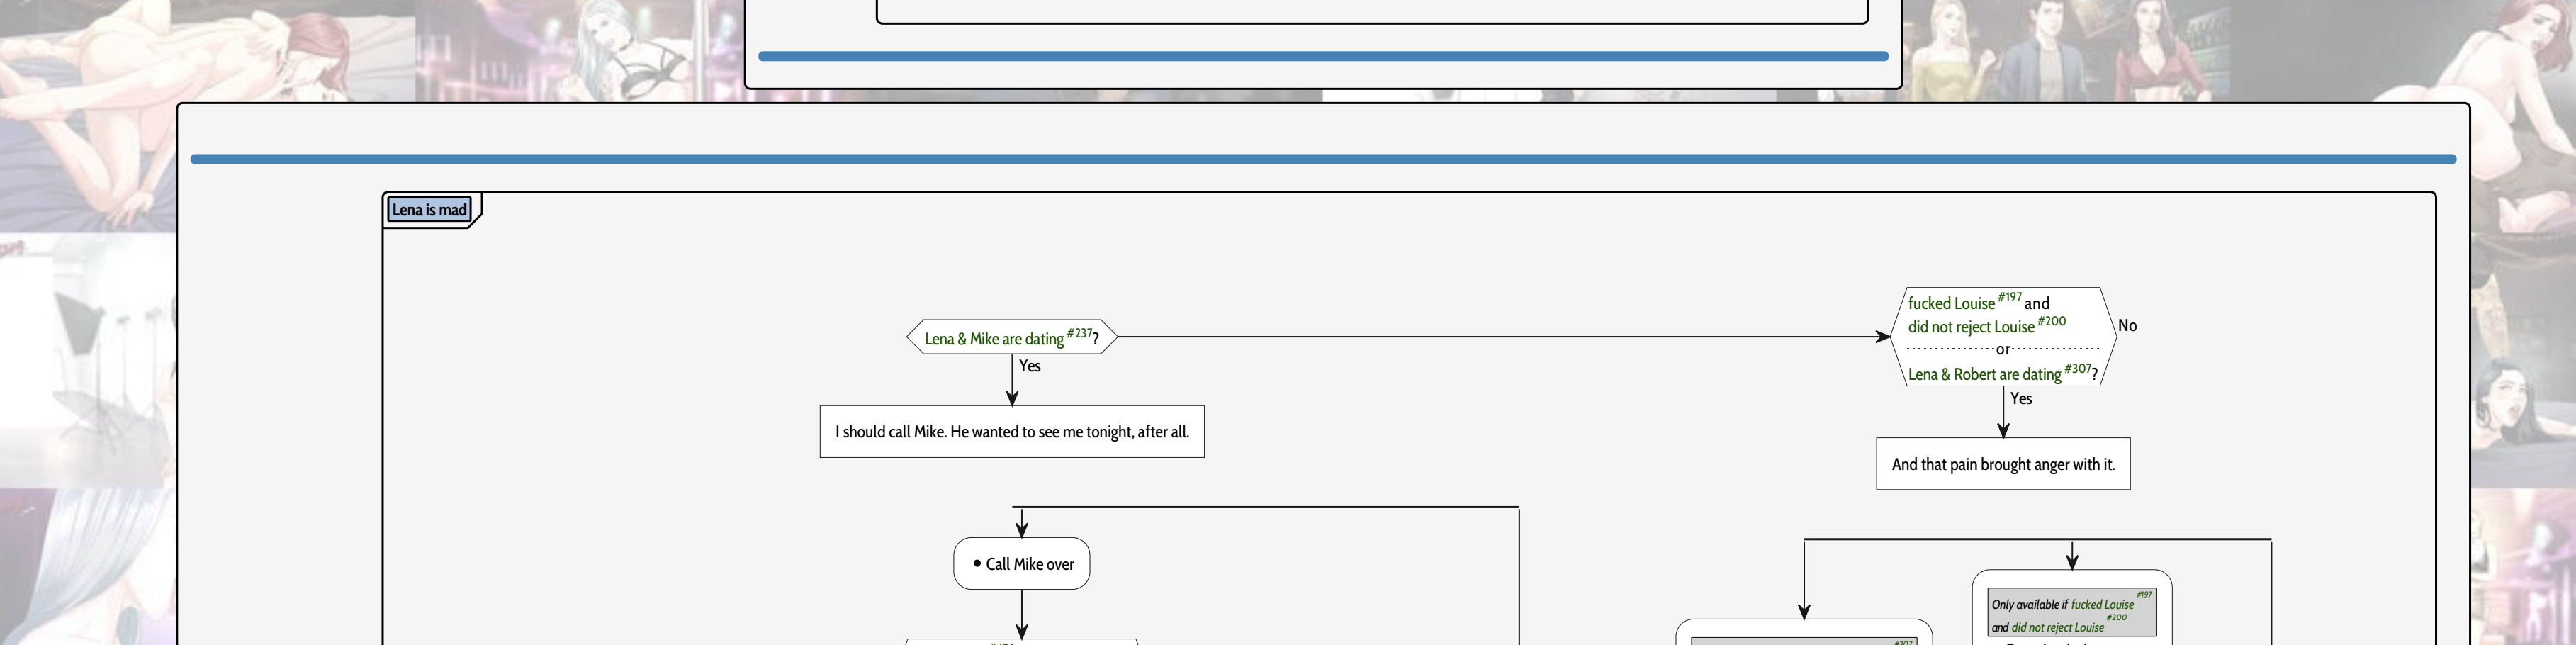 Lena is mad
Lena & Mike are dating #237?
Yes
I should call Mike. He wanted to see me tonight, after all.
• Call Mike over
fucked Louise #197 and
did not reject Louise #200
or
Lena & Robert are dating #307?
No
Yes
And that pain brought anger with it.
Only available if fucked Louise #197
and did not reject Louise #200
#307